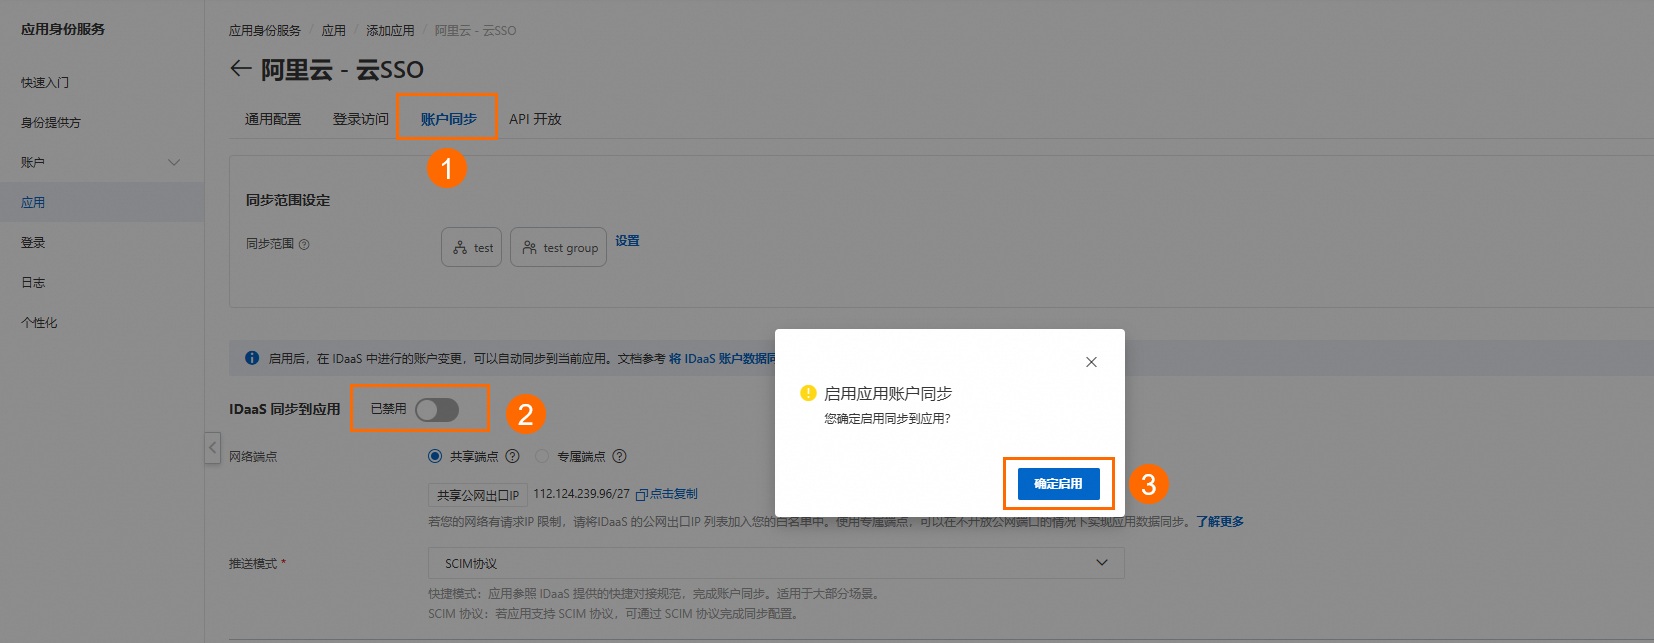 应用身份服务
快速入门
身份提供方
账户
应用
登录
日志
个性化
应用身份服务 / 应用 / 添加应用 / 阿里云 - 云SSO
阿里云 - 云SSO
通用配置 登录访问 账户同步 API 开放
1
同步范围设定
同步范围 test test group 设置
启用后，在 IDaaS 中进行的账户变更，可以自动同步到当前应用。文档参考 将 IDaaS 账户数据同
IDaaS 同步到应用 已禁用
2
网络端点 共享端点 专属端点
共享公网出口IP 112.124.239.96/27 点击复制
若您的网络有请求IP 限制，请将IDaaS 的公网出口IP 列表加入您的白名单中。使用专属端点，可以在不开放公网端口的情况下实现应用数据同步。了解更多
推送模式 * SCIM协议
快捷模式：应用参照 IDaaS 提供的快捷对接规范，完成账户同步。适用于大部分场景。
SCIM 协议：若应用支持 SCIM 协议，可通过 SCIM 协议完成同步配置。
启用应用账户同步
您确定启用同步到应用?
确定启用
3